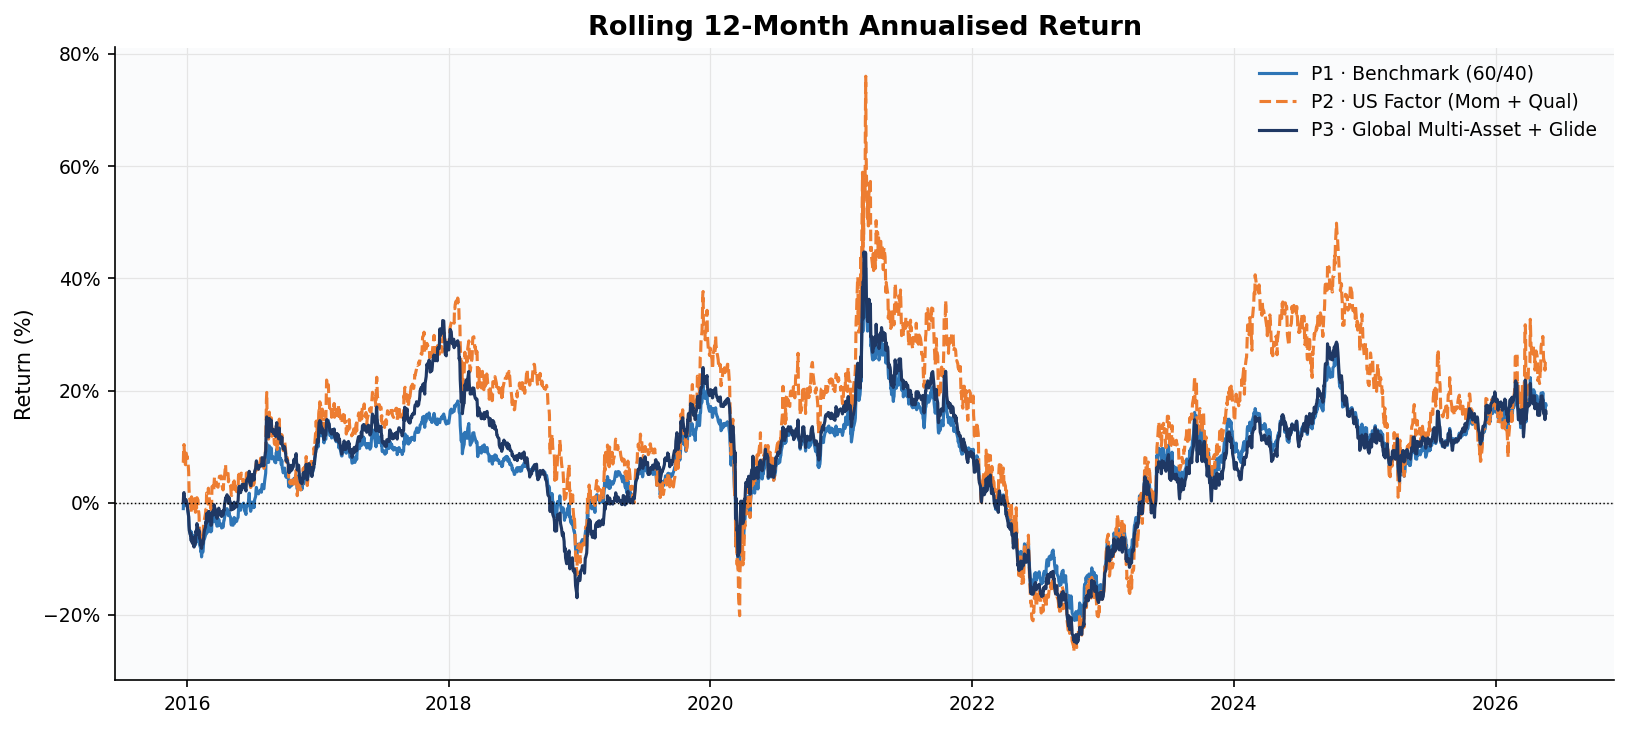 Rolling 12-Month Annualised Return
P1 · Benchmark (60/40)
P2 · US Factor (Mom + Qual)
P3 · Global Multi-Asset + Glide
Return (%)
80%
60%
40%
20%
0%
−20%
2016
2018
2020
2022
2024
2026